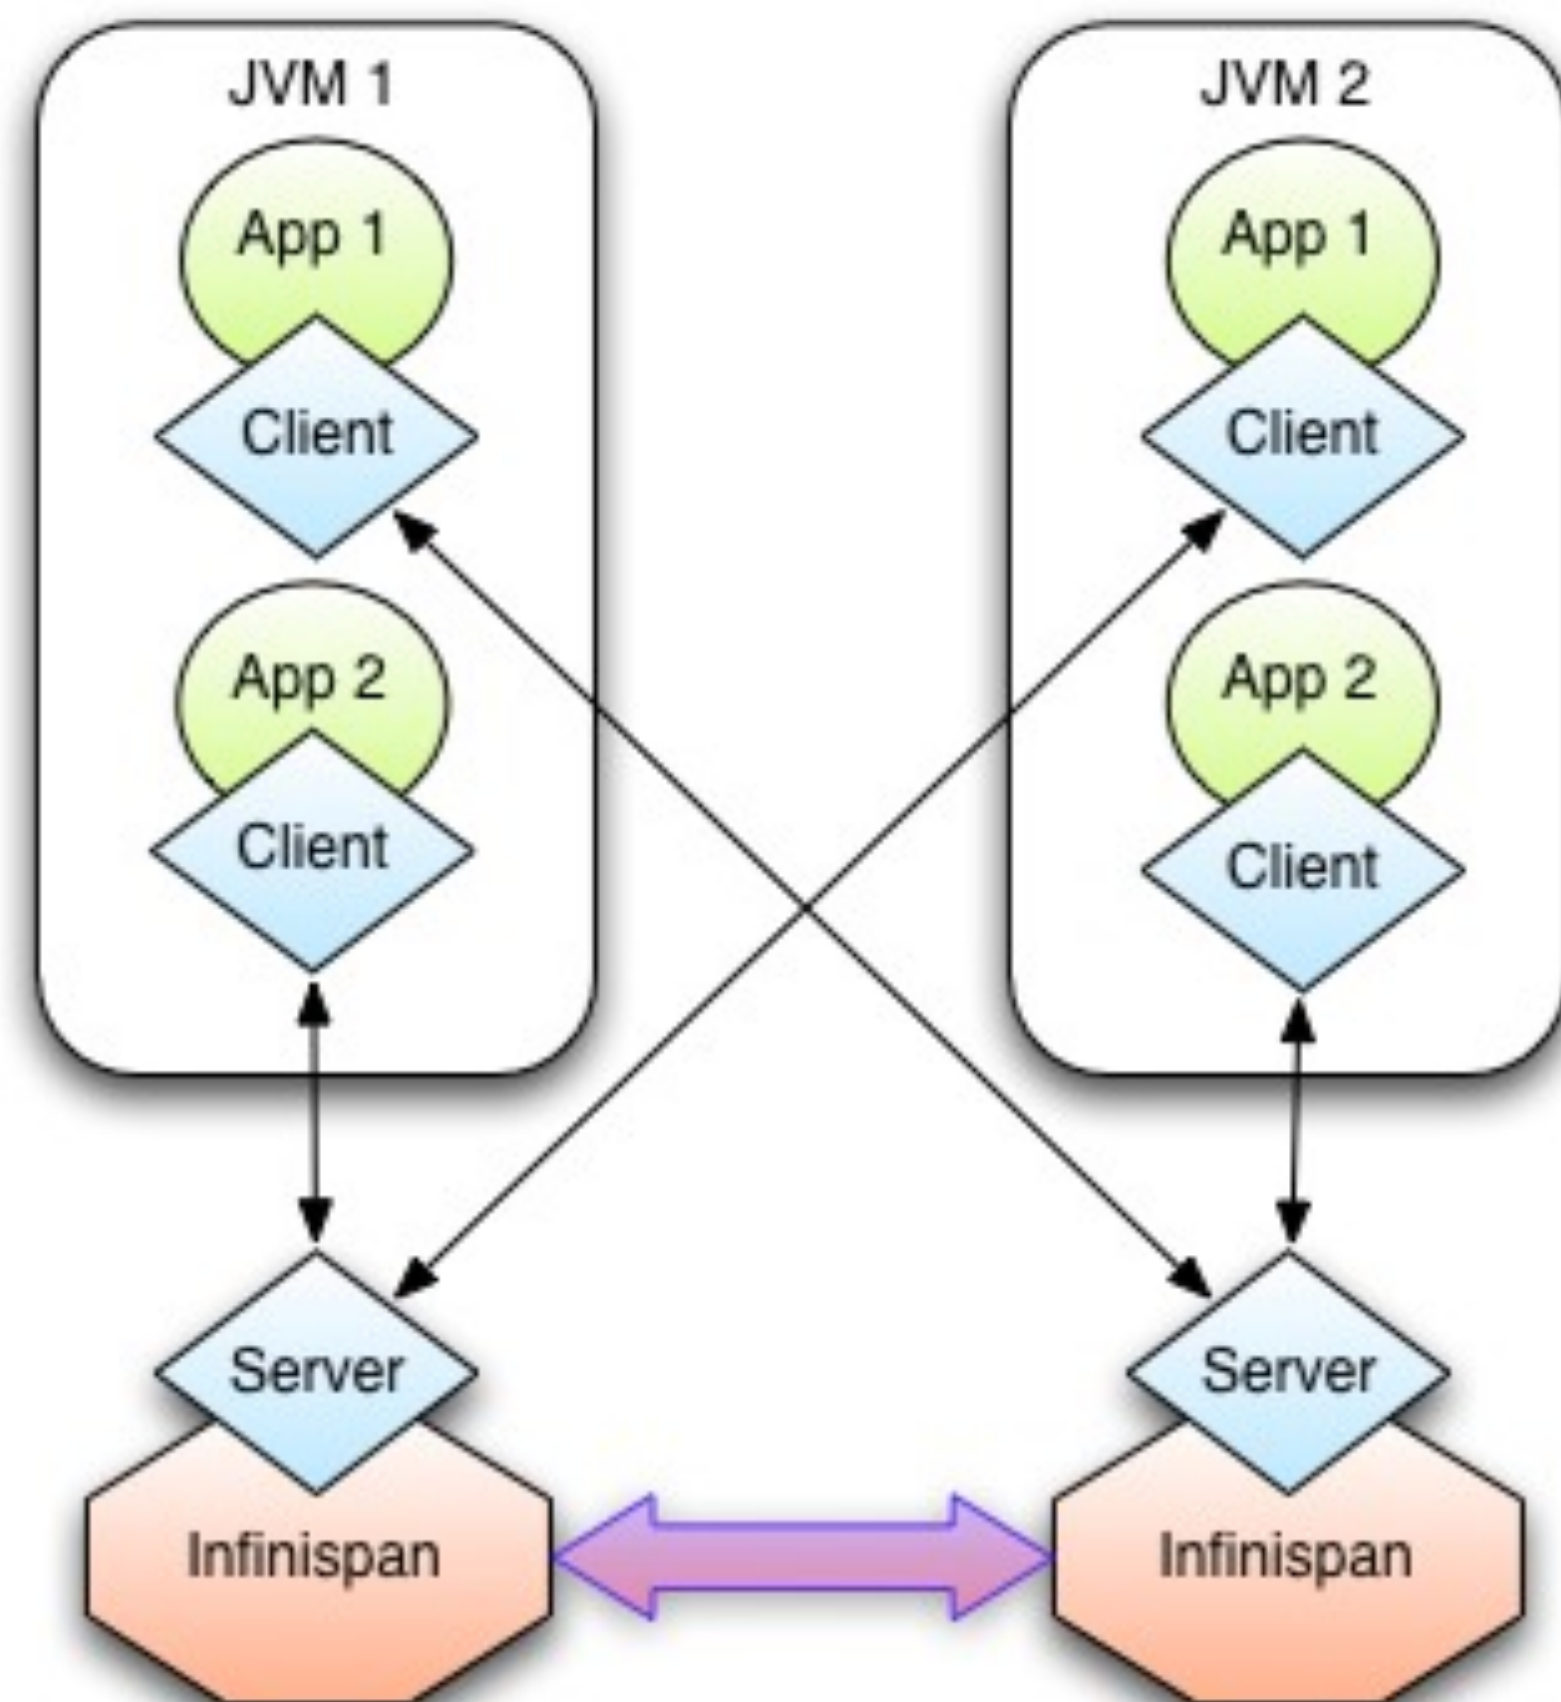 JVM 1
App 1
Client
App 2
Client
JVM 2
App 1
Client
App 2
Client
Server
Infinispan
Server
Infinispan